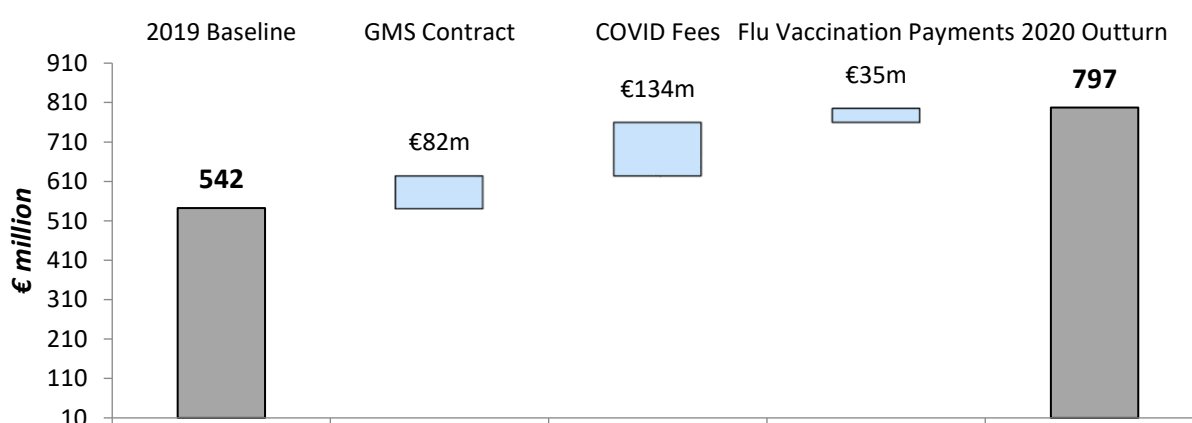 2019 Baseline GMS Contract COVID Fees Flu Vaccination Payments 2020 Outturn
910
810
710
610
510
410
310
210
110
10
€ million
542
€82m
€134m
€35m
797